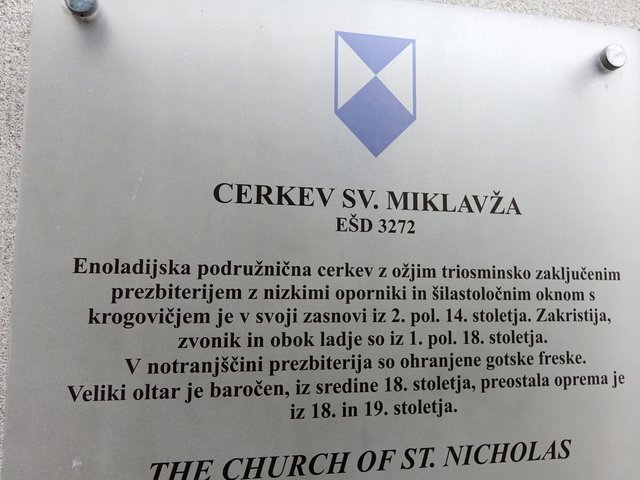 CERKEV SV. MIKLAVŽA
EŠD 3272
Enoladijska podružnična cerkev z ožjim triosminsko zaključenim
prezbiterijem z nizkimi oporniki in šilastoločnim oknom s
krogovičjem je v svoji zasnovi iz 2. pol. 14. stoletja. Zakristija,
zvonik in obok ladje so iz 1. pol. 18. stoletja.
V notranjščini prezbiterija so ohranjene gotske freske.
Veliki oltar je baročen, iz sredine 18. stoletja, preostala oprema je
iz 18. in 19. stoletja.
THE CHURCH OF ST. NICHOLAS